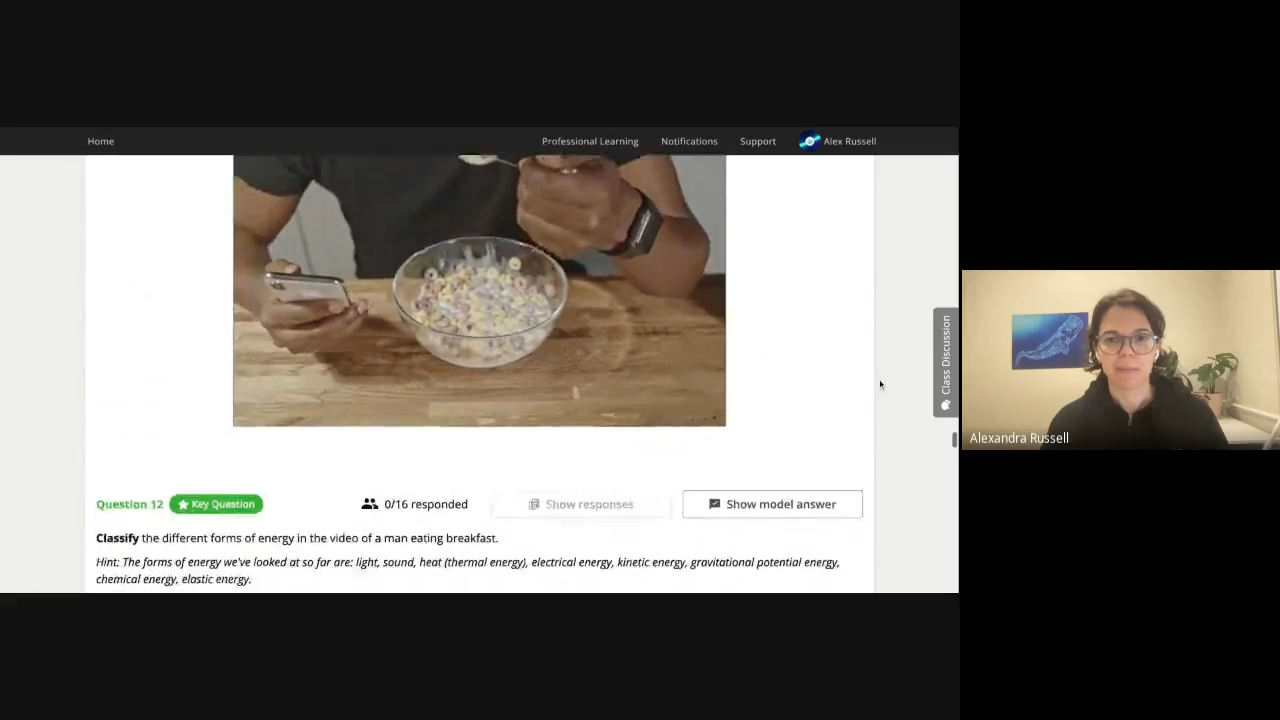 Home
Professional Learning
Notifications
Support
Alex Russell
Class Discussion
Alexandra Russell
Question 12
Key Question
0/16 responded
Show responses
Show model answer
Classify the different forms of energy in the video of a man eating breakfast.
Hint: The forms of energy we've looked at so far are: light, sound, heat (thermal energy), electrical energy, kinetic energy, gravitational potential energy,
chemical energy, elastic energy.